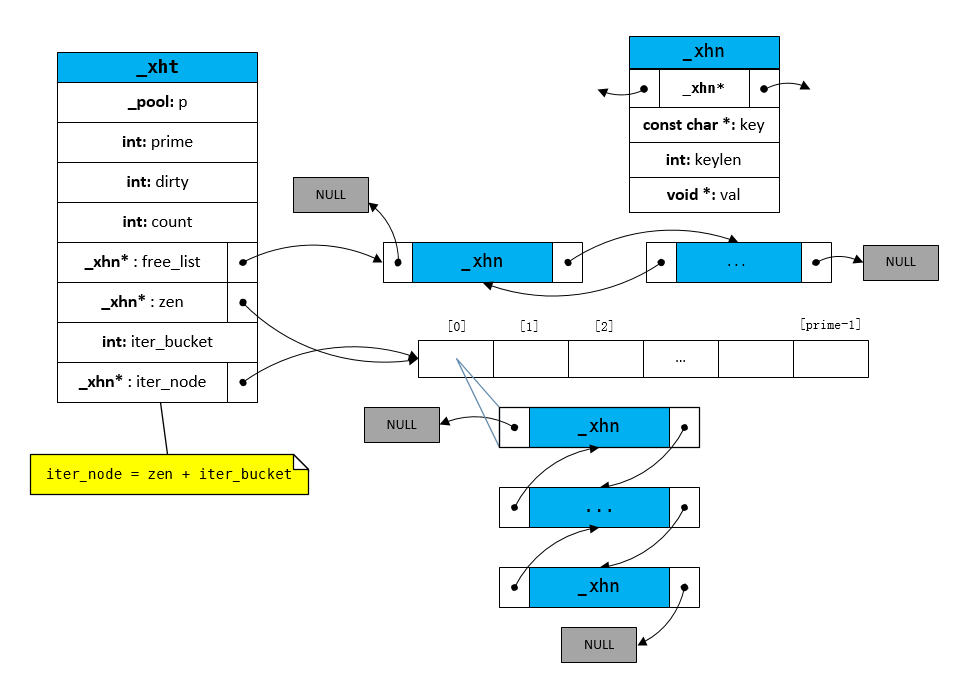 _xht
_pool: p
int: prime
int: dirty
int: count
_xhn* : free_list
_xhn* : zen
int: iter_bucket
_xhn* : iter_node
iter_node = zen + iter_bucket
_xhn
_xhn*
const char *: key
int: keylen
void *: val
NULL
_xhn
...
NULL
[0] [1] [2] [prime-1]
...
NULL
_xhn
...
_xhn
NULL